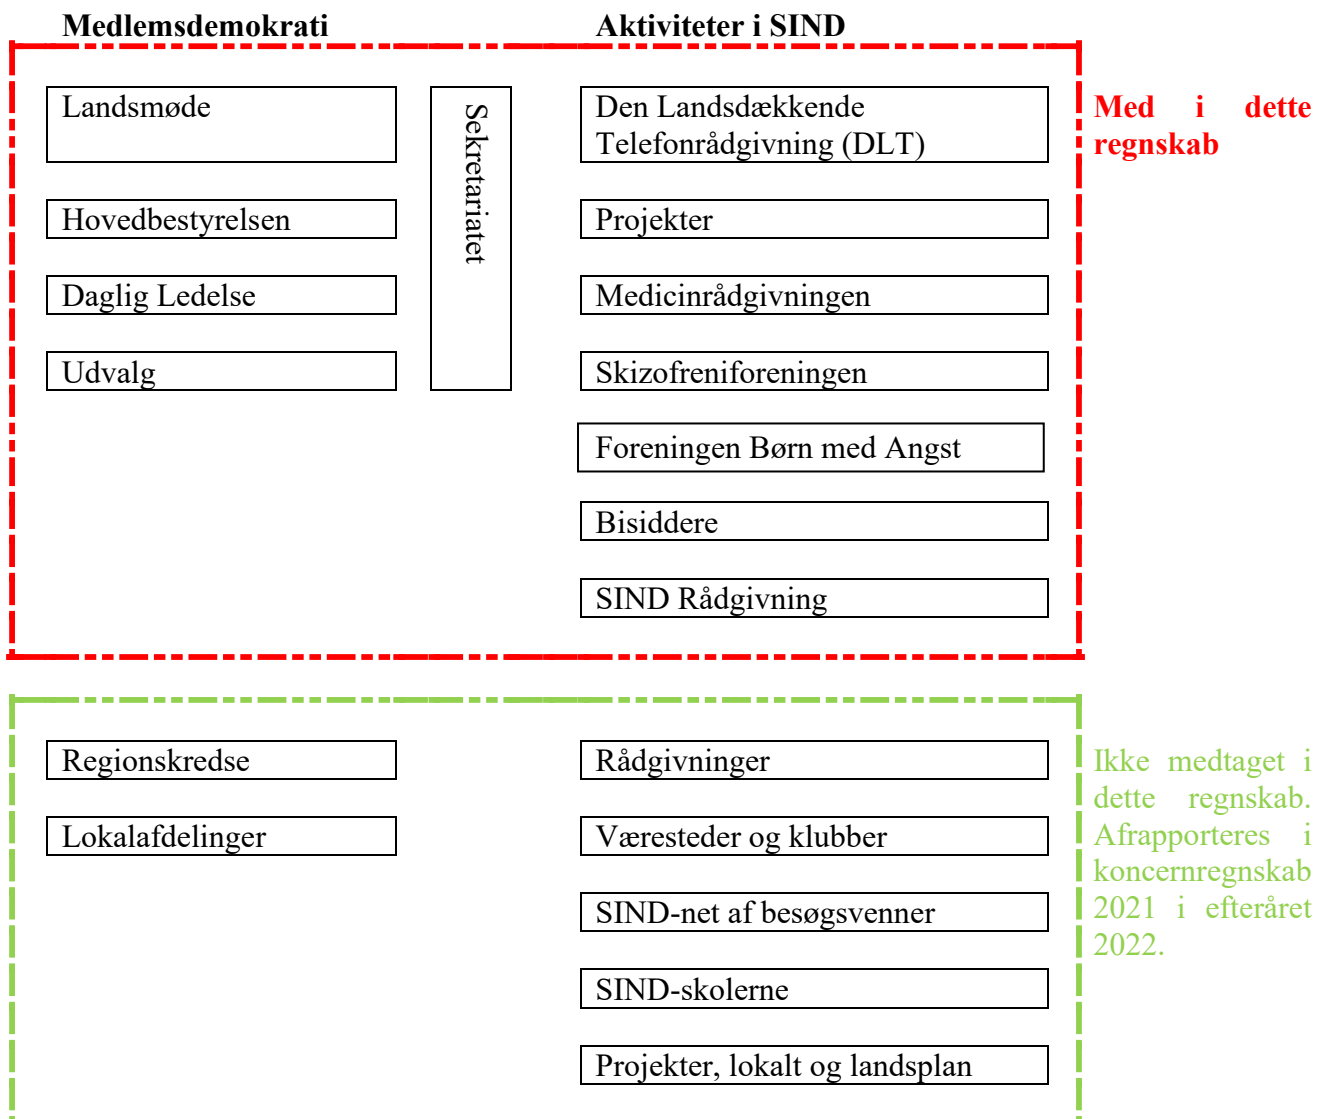 Medlemsdemokrati
Aktiviteter i SIND
Landsmøde
Hovedbestyrelsen
Daglig Ledelse
Udvalg
Sekretariatet
Den Landsdækkende
Telefonrådgivning (DLT)
Projekter
Medicinrådgivningen
Skizofreniforeningen
Foreningen Børn med Angst
Bisiddere
SIND Rådgivning
Med i dette
regnskab
Regionskredse
Lokalafdelinger
Rådgivninger
Væresteder og klubber
SIND-net af besøgsvenner
SIND-skolerne
Projekter, lokalt og landsplan
Ikke medtaget i
dette regnskab.
Afrapporteres i
koncernregnskab
2021 i efteråret
2022.